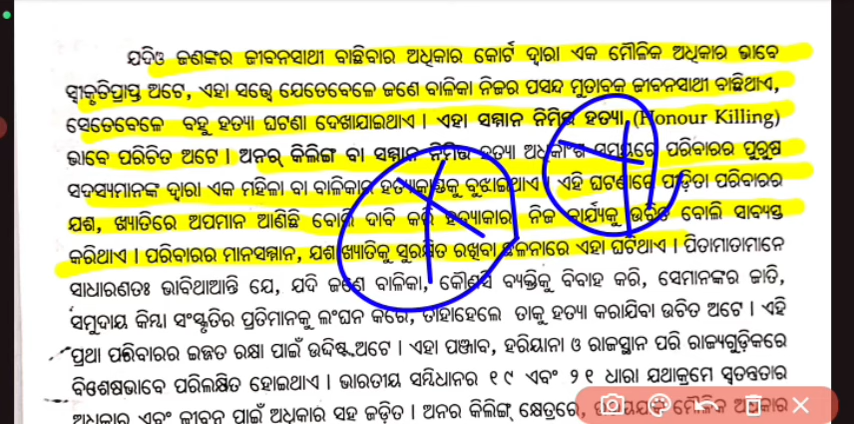 ଯଦିଓ ଜଣଙ୍କର ଜୀବନସାଥୀ ବାଛିବାର ଅଧିକାର କୋର୍ଟ ଦ୍ୱାରା ଏକ ମୌଳିକ ଅଧିକାର ଭାବେ
ସ୍ୱୀକୃତିପ୍ରାପ୍ତ ଅଟେ, ଏହା ସତ୍ତ୍ୱେ ଯେତେବେଳେ ଜଣେ ବାଳିକା ନିଜର ପସନ୍ଦ ମୁତାବକ ଜୀବନସାଥୀ ବାଛିଥାଏ,
ସେତେବେଳେ ବହୁ ହତ୍ୟା ଘଟଣା ଦେଖାଯାଇଥାଏ । ଏହା ସମ୍ମାନ ନିମିତ୍ତ ହତ୍ୟା (Honour Killing)
ଭାବେ ପରିଚିତ ଅଟେ । ଅନର୍ କିଲିଙ୍ଗ ବା ସମ୍ମାନ ନିମିତ୍ତ ହତ୍ୟା ଅଧିକାଂଶ ସମୟରେ ପରିବାରର ପୁରୁଷ
ସଦସ୍ୟମାନଙ୍କ ଦ୍ୱାରା ଏକ ମହିଳା ବା ବାଳିକାର ହତ୍ୟାକାଣ୍ଡକୁ ବୁଝାଇଥାଏ । ଏହି ଘଟଣାରେ ପୀଡ଼ିତା ପରିବାରର
ଯଶ, ଖ୍ୟାତିରେ ଅପମାନ ଆଣିଛି ବୋଲି ଦାବି କରି ହତ୍ୟାକାରୀ ନିଜ କାର୍ଯ୍ୟକୁ ଉଚିତ ବୋଲି ସାବ୍ୟସ୍ତ
କରିଥାଏ । ପରିବାରର ମାନସମ୍ମାନ, ଯଶଖ୍ୟାତିକୁ ସୁରକ୍ଷିତ ରଖିବା ଛଳନାରେ ଏହା ଘଟିଥାଏ । ପିତାମାତାମାନେ
ସାଧାରଣତଃ ଭାବିଥାଆନ୍ତି ଯେ, ଯଦି ଜଣେ ବାଳିକା, କୌଣସି ବ୍ୟକ୍ତିକୁ ବିବାହ କରି, ସେମାନଙ୍କର ଜାତି,
ସମୁଦାୟ କିମ୍ବା ସଂସ୍କୃତିର ପ୍ରତିମାନକୁ ଲଂଘନ କରେ, ତାହାହେଲେ ତାକୁ ହତ୍ୟା କରାଯିବା ଉଚିତ ଅଟେ । ଏହି
ପ୍ରଥା ପରିବାରର ଇଜ୍ଜତ ରକ୍ଷା ପାଇଁ ଉଦ୍ଦିଷ୍ଟ ଅଟେ । ଏହା ପଞ୍ଜାବ, ହରିୟାନା ଓ ରାଜସ୍ଥାନ ପରି ରାଜ୍ୟଗୁଡ଼ିକରେ
ବିଶେଷଭାବେ ପରିଲକ୍ଷିତ ହୋଇଥାଏ । ଭାରତୀୟ ସମ୍ବିଧାନର ୧୯ ଏବଂ ୨୧ ଧାରା ଯଥାକ୍ରମେ ସ୍ୱତନ୍ତ୍ରତାର
ଅଧିକାର ଏବଂ ଜୀବନ ପାଇଁ ଅଧିକାର ସହ ଜଡ଼ିତ । ଅନର କିଲିଙ୍ଗ୍ କ୍ଷେତ୍ରରେ, ମୌଳିକ ଅଧିକାର